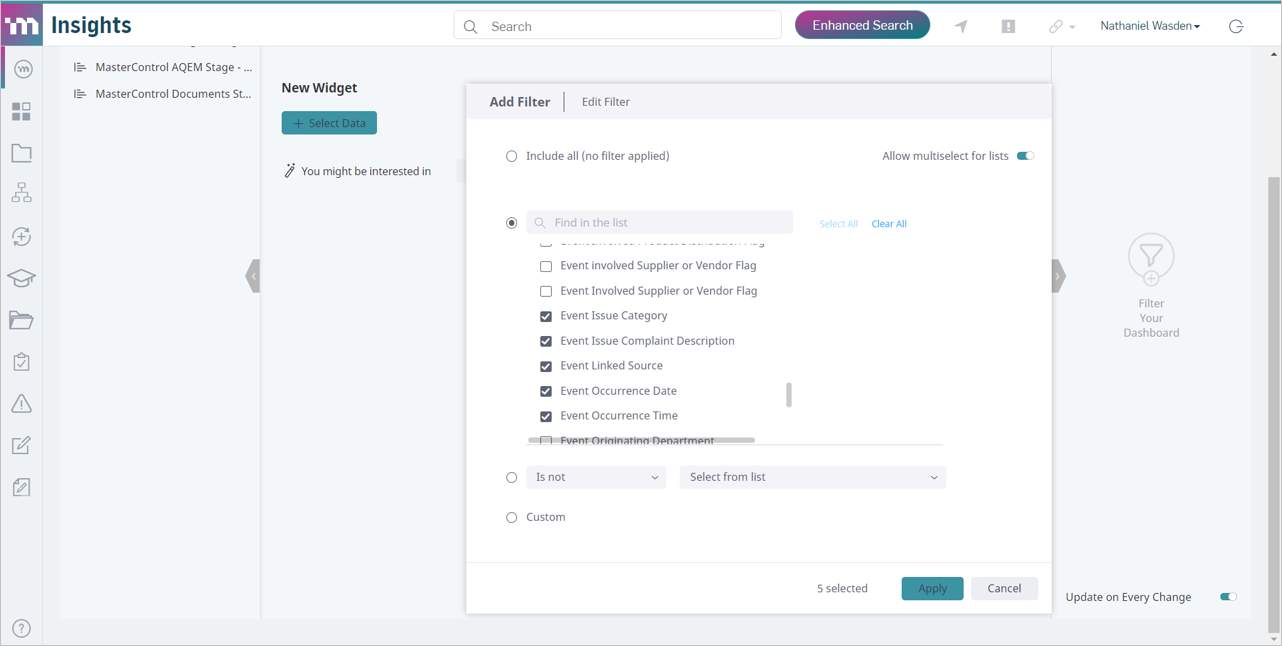 Insights
Search
Enhanced Search
Nathaniel Wasden
MasterControl AQEM Stage - ...
MasterControl Documents St...
New Widget
+ Select Data
You might be interested in
Add Filter | Edit Filter
Include all (no filter applied)
Allow multiselect for lists
Find in the list
Select All
Clear All
Event involved Supplier or Vendor Flag
Event Involved Supplier or Vendor Flag
Event Issue Category
Event Issue Complaint Description
Event Linked Source
Event Occurrence Date
Event Occurrence Time
Event Originating Department
Is not
Select from list
Custom
5 selected
Apply
Cancel
Filter
Your
Dashboard
Update on Every Change